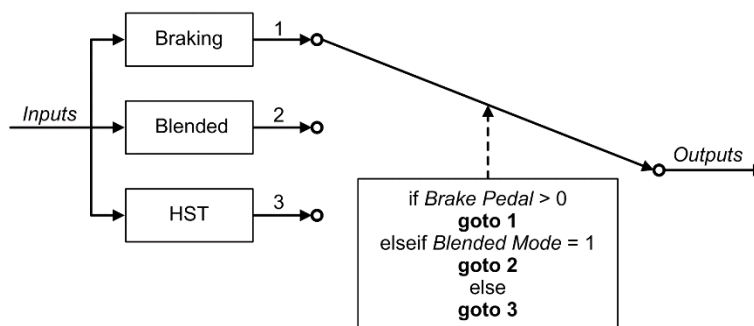 Braking
1
Inputs
Blended
2
HST
3
Outputs
if Brake Pedal > 0
goto 1
elseif Blended Mode = 1
goto 2
else
goto 3